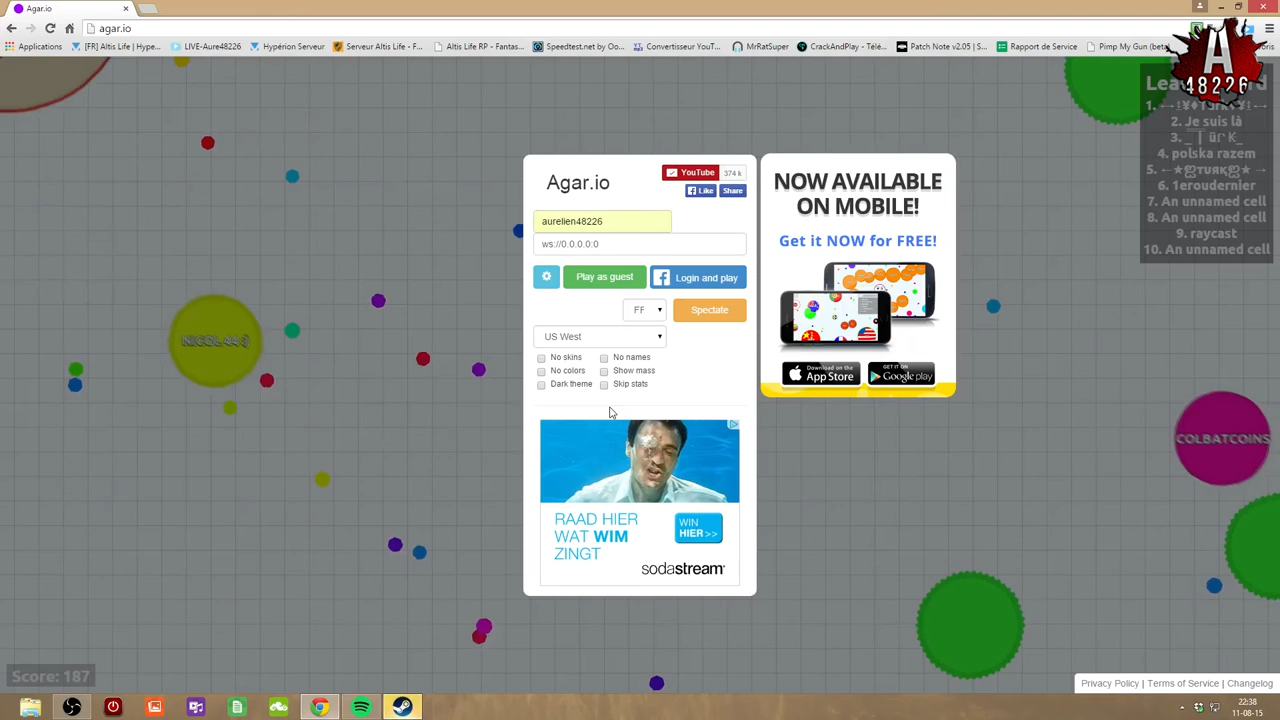 Agar.io
agar.io
Applications
[FR] Altis Life | Hype...
LIVE-Aure48226
Hypérion Serveur
Serveur Altis Life - F...
Altis Life RP - Fantas...
Speedtest.net by Oo...
Convertisseur YouT...
MrRatSuper
CrackAndPlay - Télé...
Patch Note v2.05 | S...
Rapport de Service
Pimp My Gun (beta)
A
48226
2. Je suis là
4. polska razem
6. 1eroudernier
7. An unnamed cell
8. An unnamed cell
9. raycast
10. An unnamed cell
Agar.io
YouTube 374 k
Like Share
aurelien48226
ws://0.0.0.0:0
Play as guest
Login and play
FF
Spectate
US West
No skins No names
No colors Show mass
Dark theme Skip stats
RAAD HIER
WAT WIM
ZINGT
WIN
HIER >>
sodastream
NOW AVAILABLE
ON MOBILE!
Get it NOW for FREE!
Download on the
App Store
GET IT ON
Google play
NICOL 44 :)
COLBATCOINS
Score: 187
Privacy Policy | Terms of Service | Changelog
22:38
11-08-15